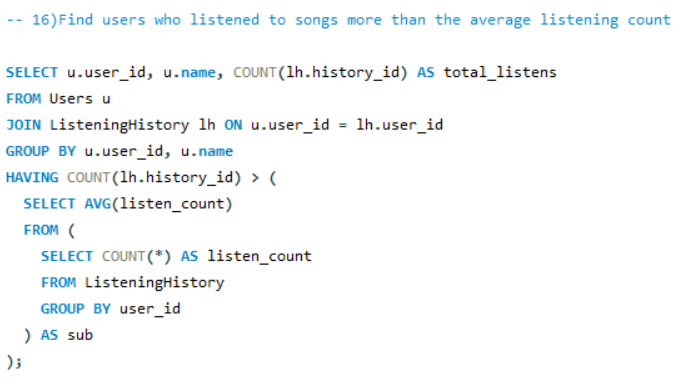 -- 16)Find users who listened to songs more than the average listening count
SELECT u.user_id, u.name, COUNT(lh.history_id) AS total_listens
FROM Users u
JOIN ListeningHistory lh ON u.user_id = lh.user_id
GROUP BY u.user_id, u.name
HAVING COUNT(lh.history_id) > (
  SELECT AVG(listen_count)
  FROM (
    SELECT COUNT(*) AS listen_count
    FROM ListeningHistory
    GROUP BY user_id
  ) AS sub
);